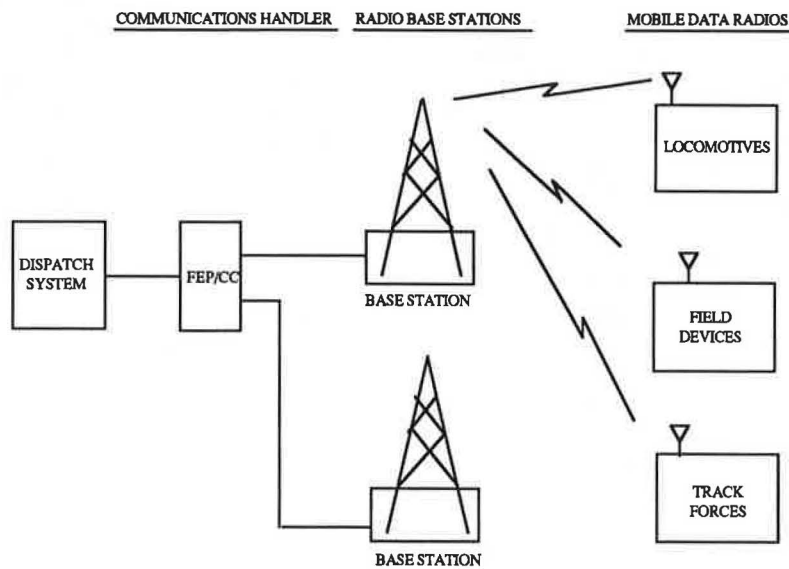 COMMUNICATIONS HANDLER
RADIO BASE STATIONS
MOBILE DATA RADIOS
LOCOMOTIVES
DISPATCH
SYSTEM
FEP/CC
BASE STATION
FIELD
DEVICES
TRACK
FORCES
BASE STATION